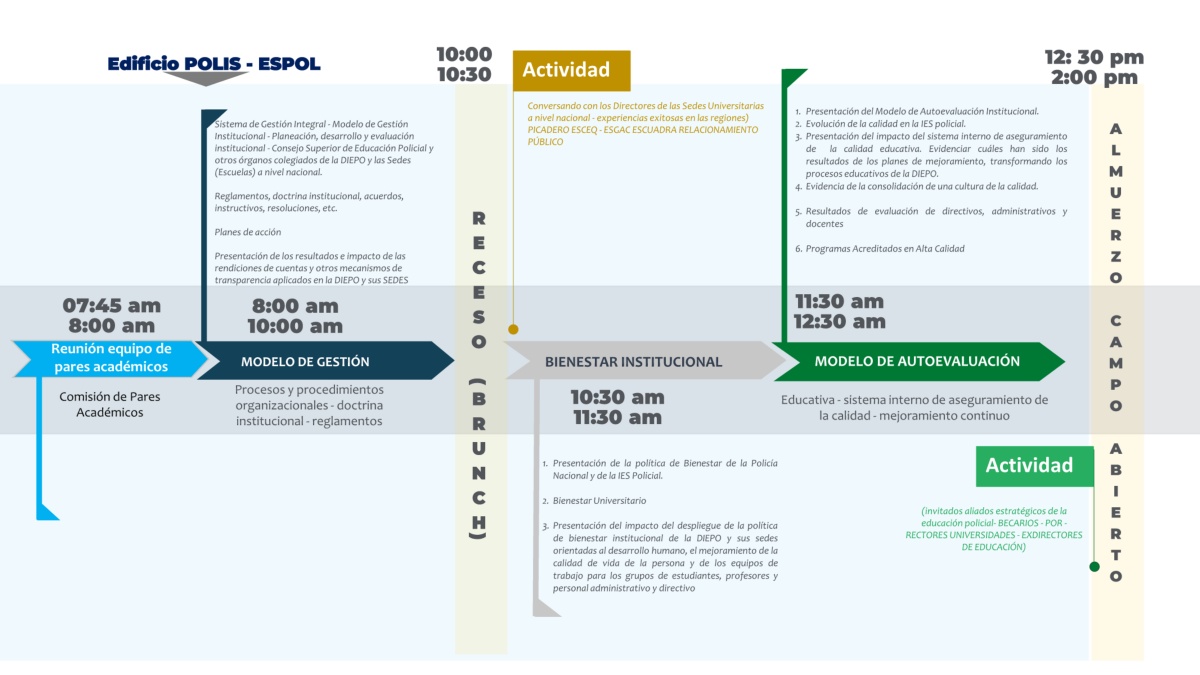 Edificio POLIS - ESPOL
Sistema de Gestión Integral - Modelo de Gestión
Institucional - Planeación, desarrollo y evaluación
institucional - Consejo Superior de Educación Policial y
otros órganos colegiados de la DIEPO y las Sedes
(Escuelas) a nivel nacional.
Reglamentos, doctrina institucional, acuerdos,
instructivos, resoluciones, etc.
Planes de acción
Presentación de los resultados e impacto de las
rendiciones de cuentas y otros mecanismos de
transparencia aplicados en la DIEPO y sus SEDES
07:45 am
8:00 am
Reunión equipo de
pares académicos
Comisión de Pares
Académicos
8:00 am
10:00 am
MODELO DE GESTIÓN
Procesos y procedimientos
organizacionales - doctrina
institucional - reglamentos
10:00
10:30
RECESO (BRUNCH)
Actividad
Conversando con los Directores de las Sedes Universitarias
a nivel nacional - experiencias exitosas en las regiones)
PICADERO ESCEQ - ESGAC ESCUADRA RELACIONAMIENTO
PÚBLICO
BIENESTAR INSTITUCIONAL
10:30 am
11:30 am
1. Presentación de la política de Bienestar de la Policía
Nacional y de la IES Policial.
2. Bienestar Universitario
3. Presentación del impacto del despliegue de la política
de bienestar institucional de la DIEPO y sus sedes
orientadas al desarrollo humano, el mejoramiento de la
calidad de vida de la persona y de los equipos de
trabajo para los grupos de estudiantes, profesores y
personal administrativo y directivo
1. Presentación del Modelo de Autoevaluación Institucional.
2. Evolución de la calidad en la IES policial.
3. Presentación del impacto del sistema interno de aseguramiento
de la calidad educativa. Evidenciar cuáles han sido los
resultados de los planes de mejoramiento, transformando los
procesos educativos de la DIEPO.
4. Evidencia de la consolidación de una cultura de la calidad.
5. Resultados de evaluación de directivos, administrativos y
docentes
6. Programas Acreditados en Alta Calidad
11:30 am
12:30 am
MODELO DE AUTOEVALUACIÓN
Educativa - sistema interno de aseguramiento de
la calidad - mejoramiento continuo
12: 30 pm
2:00 pm
ALMUERZO CAMPO ABIERTO
Actividad
(invitados aliados estratégicos de la
educación policial- BECARIOS - POR -
RECTORES UNIVERSIDADES - EXDIRECTORES
DE EDUCACIÓN)